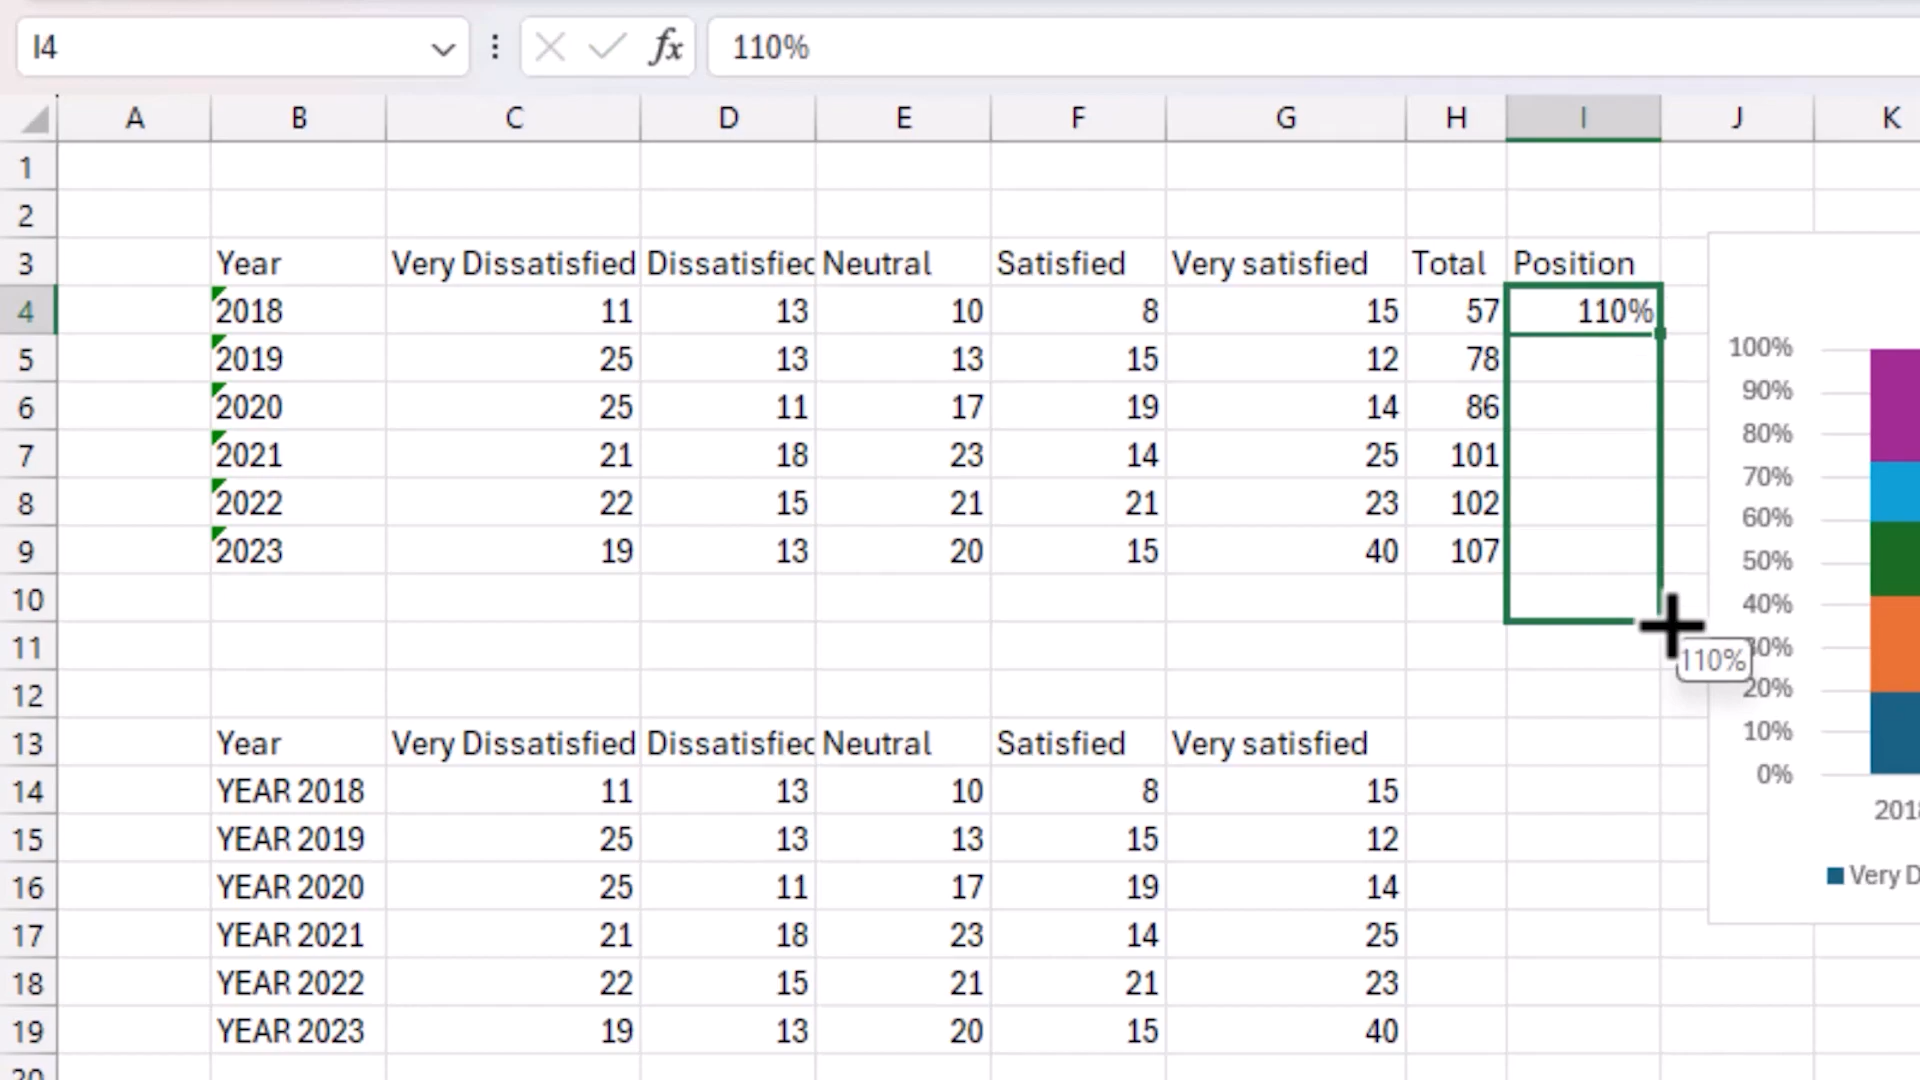 I4 fx 110%
A B C D E F G H I J K
1
2
3 Year Very Dissatisfied Dissatisfied Neutral Satisfied Very satisfied Total Position
4 2018 11 13 10 8 15 57 110%
5 2019 25 13 13 15 12 78
6 2020 25 11 17 19 14 86
7 2021 21 18 23 14 25 101
8 2022 22 15 21 21 23 102
9 2023 19 13 20 15 40 107
10
11
12
13 Year Very Dissatisfied Dissatisfied Neutral Satisfied Very satisfied
14 YEAR 2018 11 13 10 8 15
15 YEAR 2019 25 13 13 15 12
16 YEAR 2020 25 11 17 19 14
17 YEAR 2021 21 18 23 14 25
18 YEAR 2022 22 15 21 21 23
19 YEAR 2023 19 13 20 15 40
20
110%
100%
90%
80%
70%
60%
50%
40%
30%
20%
10%
0%
2018
Very D